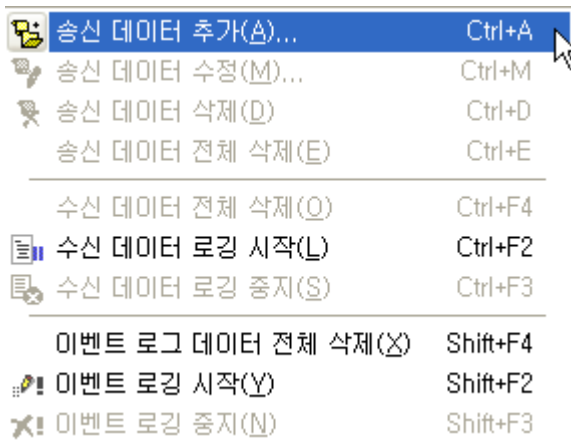 송신 데이터 추가(A)... Ctrl+A
송신 데이터 수정(M)... Ctrl+M
송신 데이터 삭제(D) Ctrl+D
송신 데이터 전체 삭제(E) Ctrl+E
수신 데이터 전체 삭제(O) Ctrl+F4
수신 데이터 로깅 시작(L) Ctrl+F2
수신 데이터 로깅 중지(S) Ctrl+F3
이벤트 로그 데이터 전체 삭제(X) Shift+F4
이벤트 로깅 시작(Y) Shift+F2
이벤트 로깅 중지(N) Shift+F3